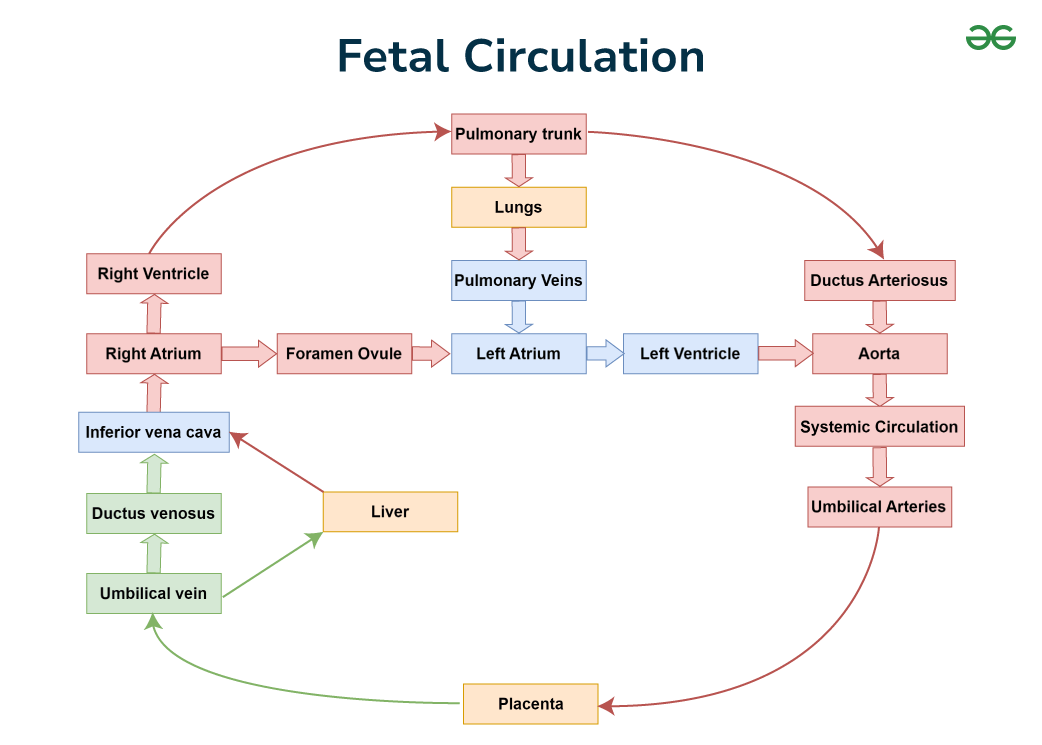 Fetal Circulation
Pulmonary trunk
Lungs
Right Ventricle
Pulmonary Veins
Ductus Arteriosus
Right Atrium
Foramen Ovule
Left Atrium
Left Ventricle
Aorta
Inferior vena cava
Systemic Circulation
Ductus venosus
Liver
Umbilical Arteries
Umbilical vein
Placenta